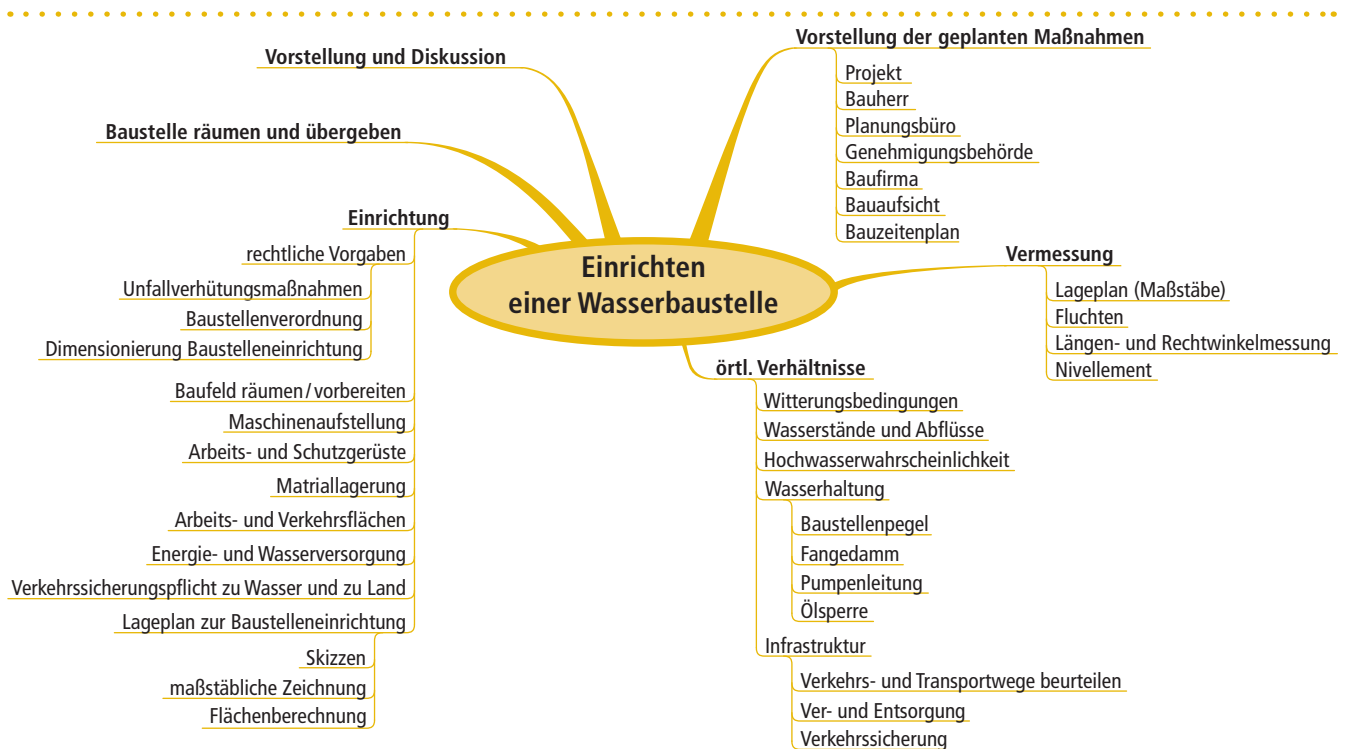 Vorstellung der geplanten Maßnahmen
Projekt
Bauherr
Planungsbüro
Genehmigungsbehörde
Baufirma
Bauaufsicht
Bauzeitenplan
Vorstellung und Diskussion
Baustelle räumen und übergeben
Einrichten
einer Wasserbaustelle
Vermessung
Lageplan (Maßstäbe)
Fluchten
Längen- und Rechtwinkelmessung
Nivellement
örtl. Verhältnisse
Witterungsbedingungen
Wasserstände und Abflüsse
Hochwasserwahrscheinlichkeit
Wasserhaltung
Baustellenpegel
Fangedamm
Pumpenleitung
Ölsperre
Infrastruktur
Verkehrs- und Transportwege beurteilen
Ver- und Entsorgung
Verkehrssicherung
Einrichtung
rechtliche Vorgaben
Unfallverhütungsmaßnahmen
Baustellenverordnung
Dimensionierung Baustelleneinrichtung
Baufeld räumen/vorbereiten
Maschinenaufstellung
Arbeits- und Schutzgerüste
Matriallagerung
Arbeits- und Verkehrsflächen
Energie- und Wasserversorgung
Verkehrssicherungspflicht zu Wasser und zu Land
Lageplan zur Baustelleneinrichtung
Skizzen
maßstäbliche Zeichnung
Flächenberechnung